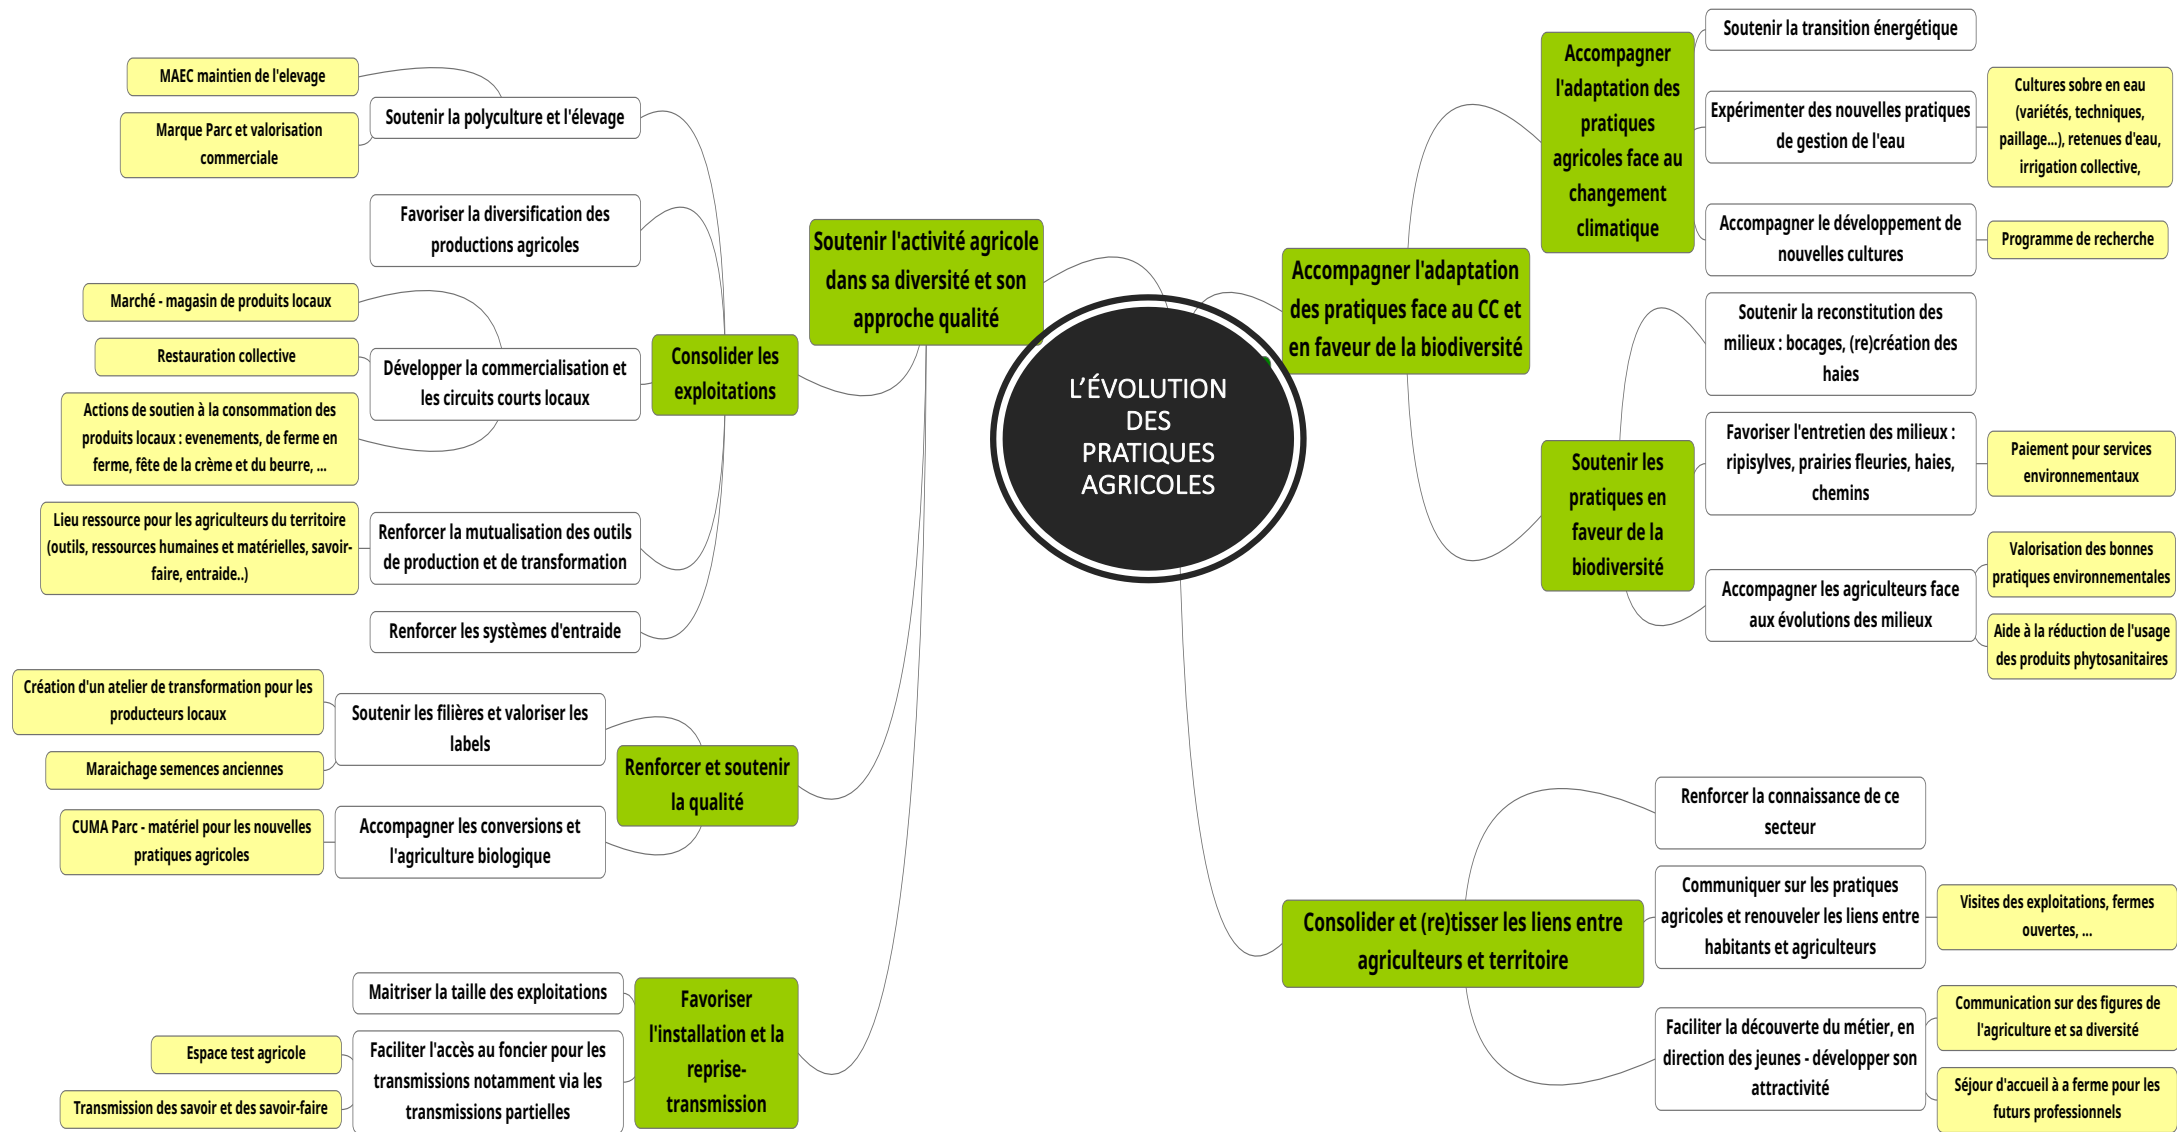 L'ÉVOLUTION
DES
PRATIQUES
AGRICOLES
Soutenir l'activité agricole
dans sa diversité et son
approche qualité
Consolider les
exploitations
Soutenir la polyculture et l'élevage
MAEC maintien de l'elevage
Marque Parc et valorisation
commerciale
Favoriser la diversification des
productions agricoles
Développer la commercialisation et
les circuits courts locaux
Marché - magasin de produits locaux
Restauration collective
Actions de soutien à la consommation des
produits locaux : evenements, de ferme en
ferme, fête de la crème et du beurre, ...
Renforcer la mutualisation des outils
de production et de transformation
Lieu ressource pour les agriculteurs du territoire
(outils, ressources humaines et matérielles, savoir-
faire, entraide..)
Renforcer les systèmes d'entraide
Renforcer et soutenir
la qualité
Soutenir les filières et valoriser les
labels
Création d'un atelier de transformation pour les
producteurs locaux
Maraichage semences anciennes
Accompagner les conversions et
l'agriculture biologique
CUMA Parc - matériel pour les nouvelles
pratiques agricoles
Favoriser
l'installation et la
reprise-
transmission
Maitriser la taille des exploitations
Faciliter l'accès au foncier pour les
transmissions notamment via les
transmissions partielles
Espace test agricole
Transmission des savoir et des savoir-faire
Accompagner l'adaptation
des pratiques face au CC et
en faveur de la biodiversité
Accompagner
l'adaptation des
pratiques
agricoles face au
changement
climatique
Soutenir la transition énergétique
Expérimenter des nouvelles pratiques
de gestion de l'eau
Cultures sobre en eau
(variétés, techniques,
paillage...), retenues d'eau,
irrigation collective,
Accompagner le développement de
nouvelles cultures
Programme de recherche
Soutenir les
pratiques en
faveur de la
biodiversité
Soutenir la reconstitution des
milieux : bocages, (re)création des
haies
Favoriser l'entretien des milieux :
ripisylves, prairies fleuries, haies,
chemins
Paiement pour services
environnementaux
Accompagner les agriculteurs face
aux évolutions des milieux
Valorisation des bonnes
pratiques environnementales
Aide à la réduction de l'usage
des produits phytosanitaires
Consolider et (re)tisser les liens entre
agriculteurs et territoire
Renforcer la connaissance de ce
secteur
Communiquer sur les pratiques
agricoles et renouveler les liens entre
habitants et agriculteurs
Visites des exploitations, fermes
ouvertes, ...
Faciliter la découverte du métier, en
direction des jeunes - développer son
attractivité
Communication sur des figures de
l'agriculture et sa diversité
Séjour d'accueil à a ferme pour les
futurs professionnels